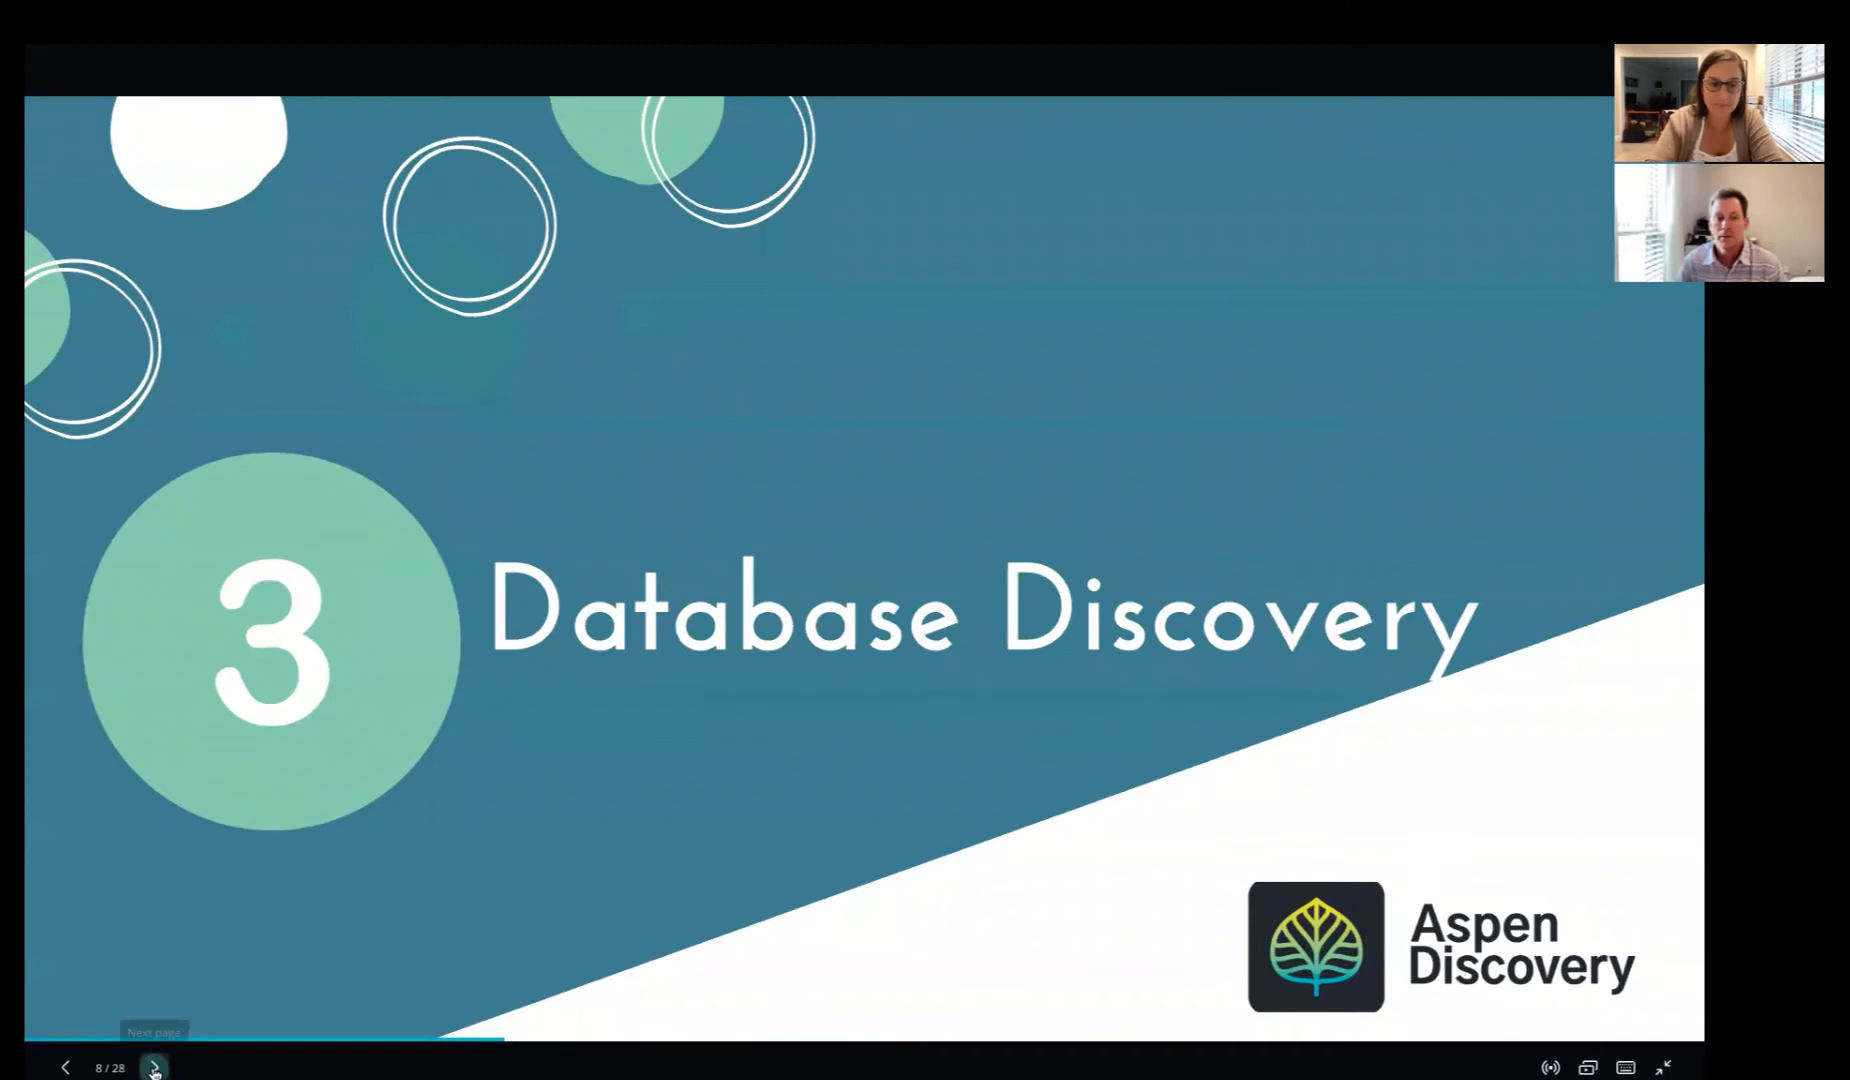 3
Database Discovery
Aspen
Discovery
Next page
8 / 28